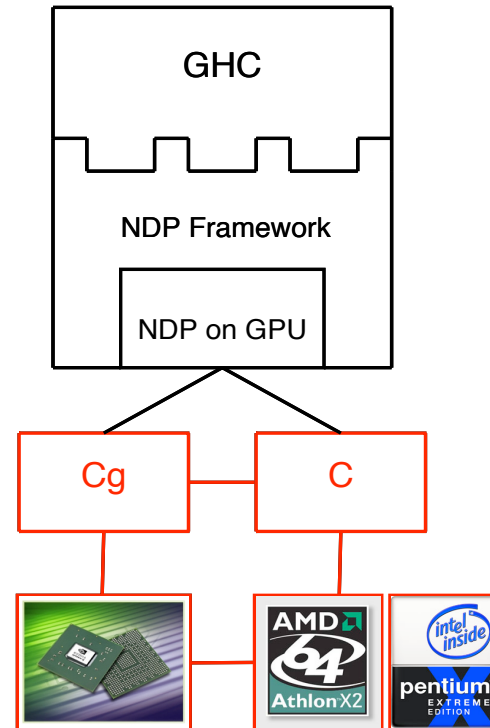 GHC
NDP Framework
NDP on GPU
Cg
C
AMD
64
Athlon X2
intel
inside
pentium
EXTREME
EDITION